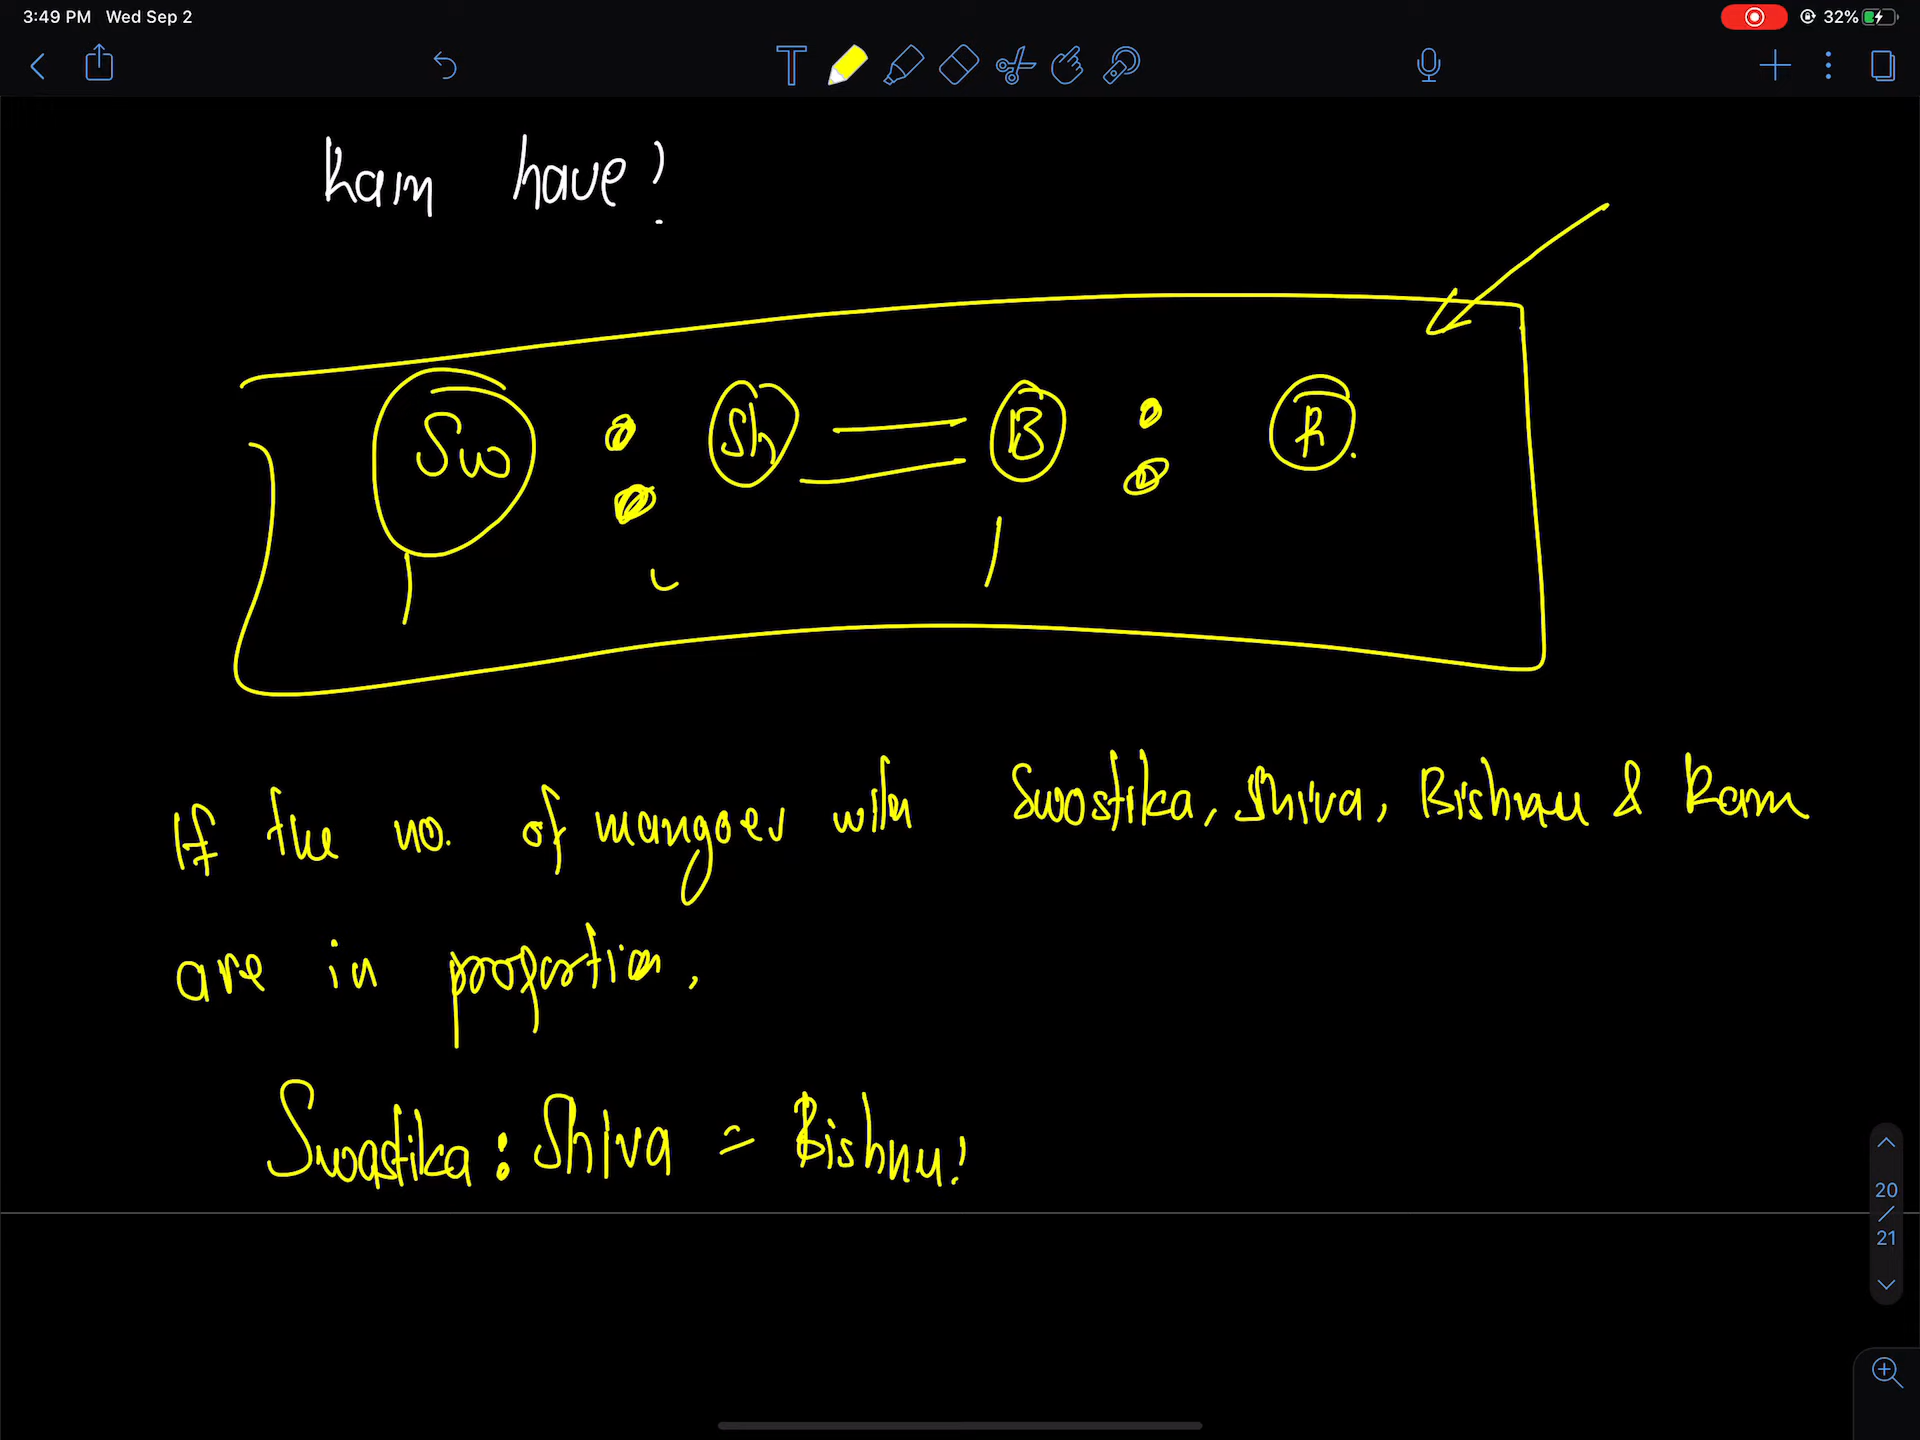 3:49 PM Wed Sep 2
32%
T
Ram have?
Sw : Sh = B : R.
If the no. of mangoes with Swostika, Shiva, Bishnu & Ram
are in proportion,
Swastika : Shiva = Bishnu :
20
/
21